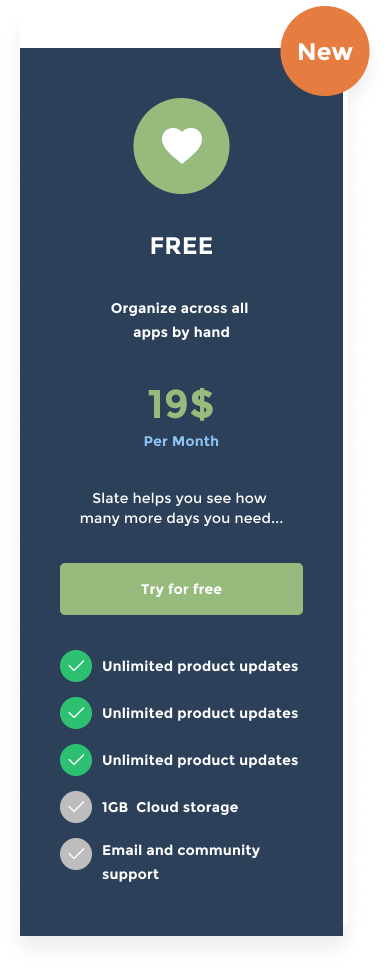 New
FREE
Organize across all
apps by hand
19$
Per Month
Slate helps you see how
many more days you need...
Try for free
Unlimited product updates
Unlimited product updates
Unlimited product updates
1GB  Cloud storage
Email and community
support